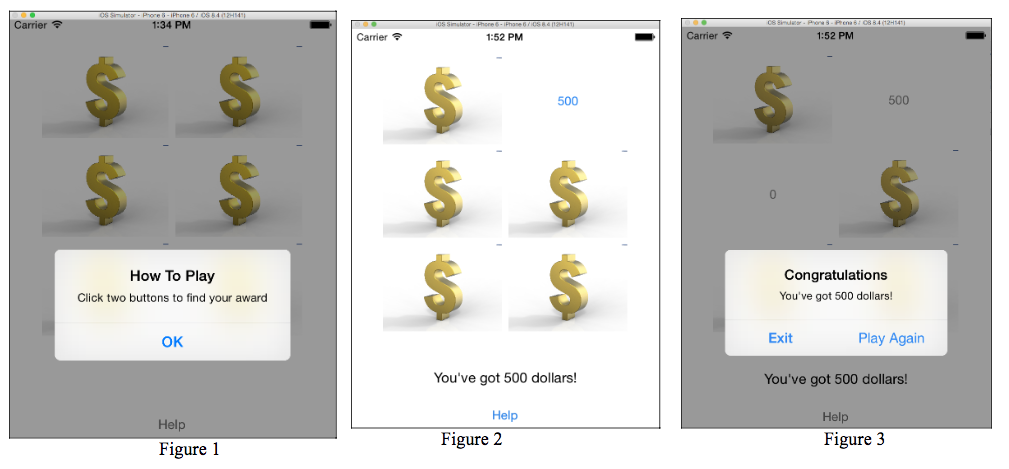 iOS Simulator - iPhone 6 - iPhone 6 / iOS 8.4 (12H141)
Carrier 1:34 PM
How To Play
Click two buttons to find your award
OK
Help
Figure 1
iOS Simulator - iPhone 6 - iPhone 6 / iOS 8.4 (12H141)
Carrier 1:52 PM
500
You've got 500 dollars!
Help
Figure 2
iOS Simulator - iPhone 6 - iPhone 6 / iOS 8.4 (12H141)
Carrier 1:52 PM
500
0
Congratulations
You've got 500 dollars!
Exit Play Again
You've got 500 dollars!
Help
Figure 3